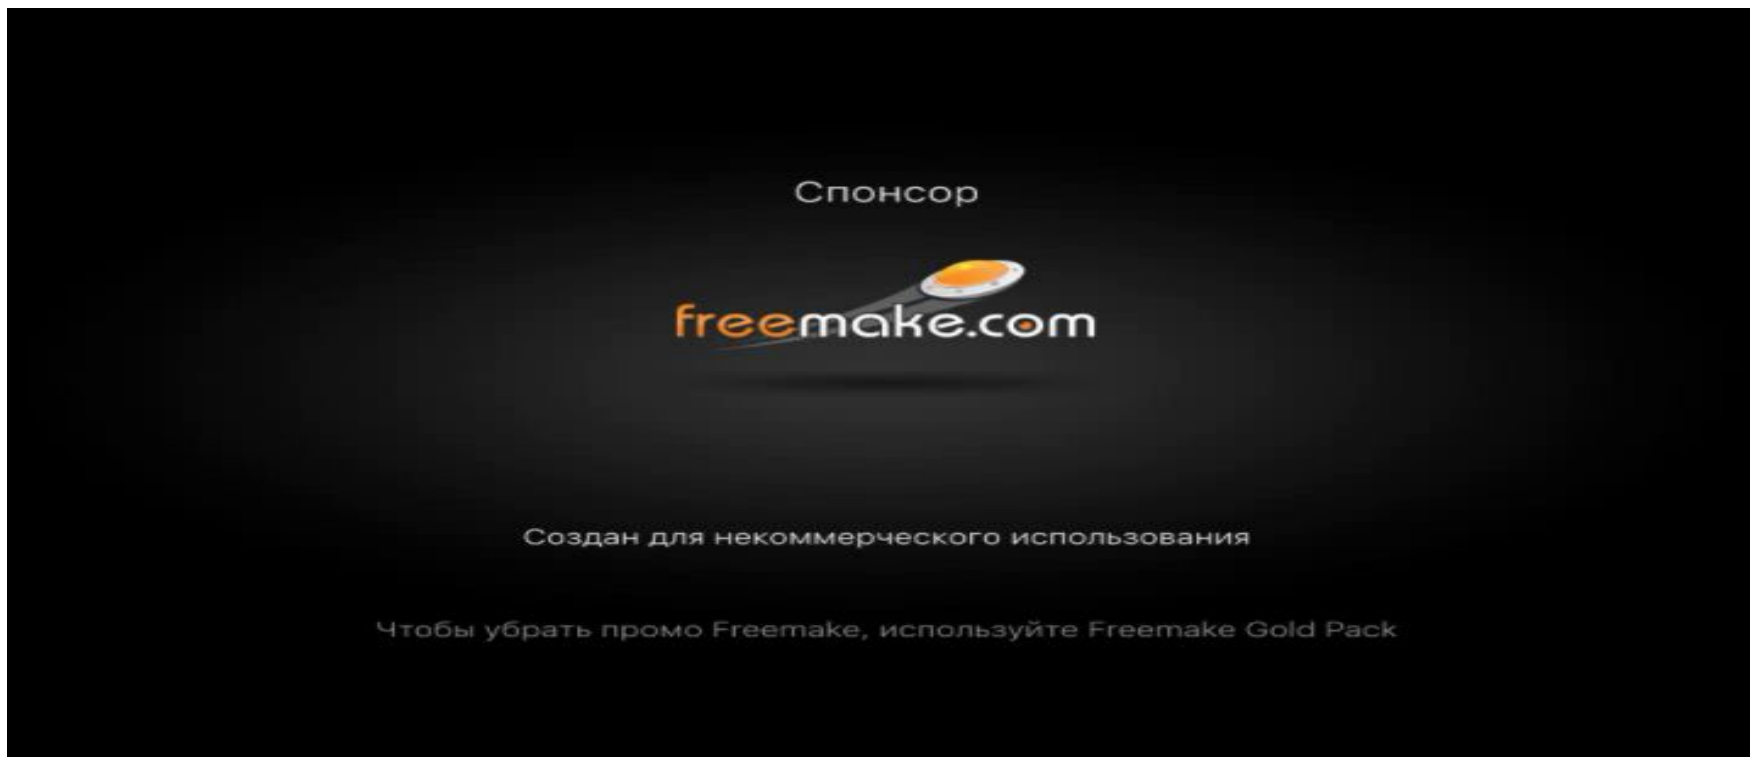 Спонсор
freemake.com
Создан для некоммерческого использования
Чтобы убрать промо Freemake, используйте Freemake Gold Pack